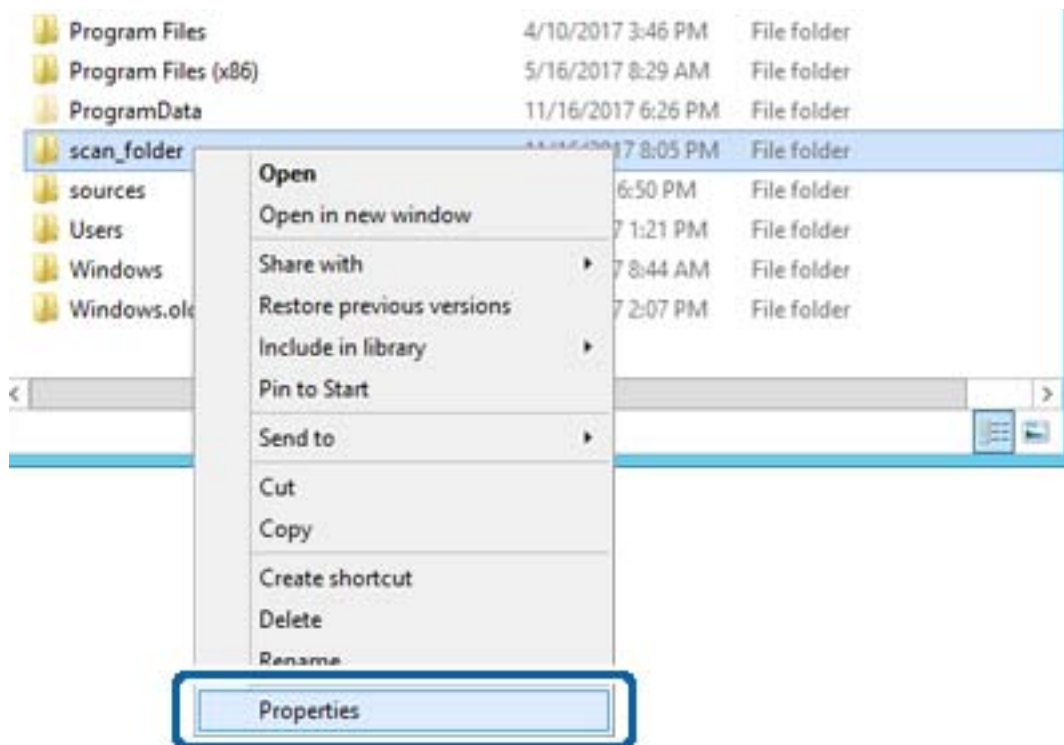 Program Files 4/10/2017 3:46 PM File folder
Program Files (x86) 5/16/2017 8:29 AM File folder
ProgramData 11/16/2017 6:26 PM File folder
scan_folder 7 8:05 PM File folder
sources 6:50 PM File folder
Users 7 1:21 PM File folder
Windows 7 8:44 AM File folder
Windows.old 7 2:07 PM File folder
Open
Open in new window
Share with
Restore previous versions
Include in library
Pin to Start
Send to
Cut
Copy
Create shortcut
Delete
Rename
Properties